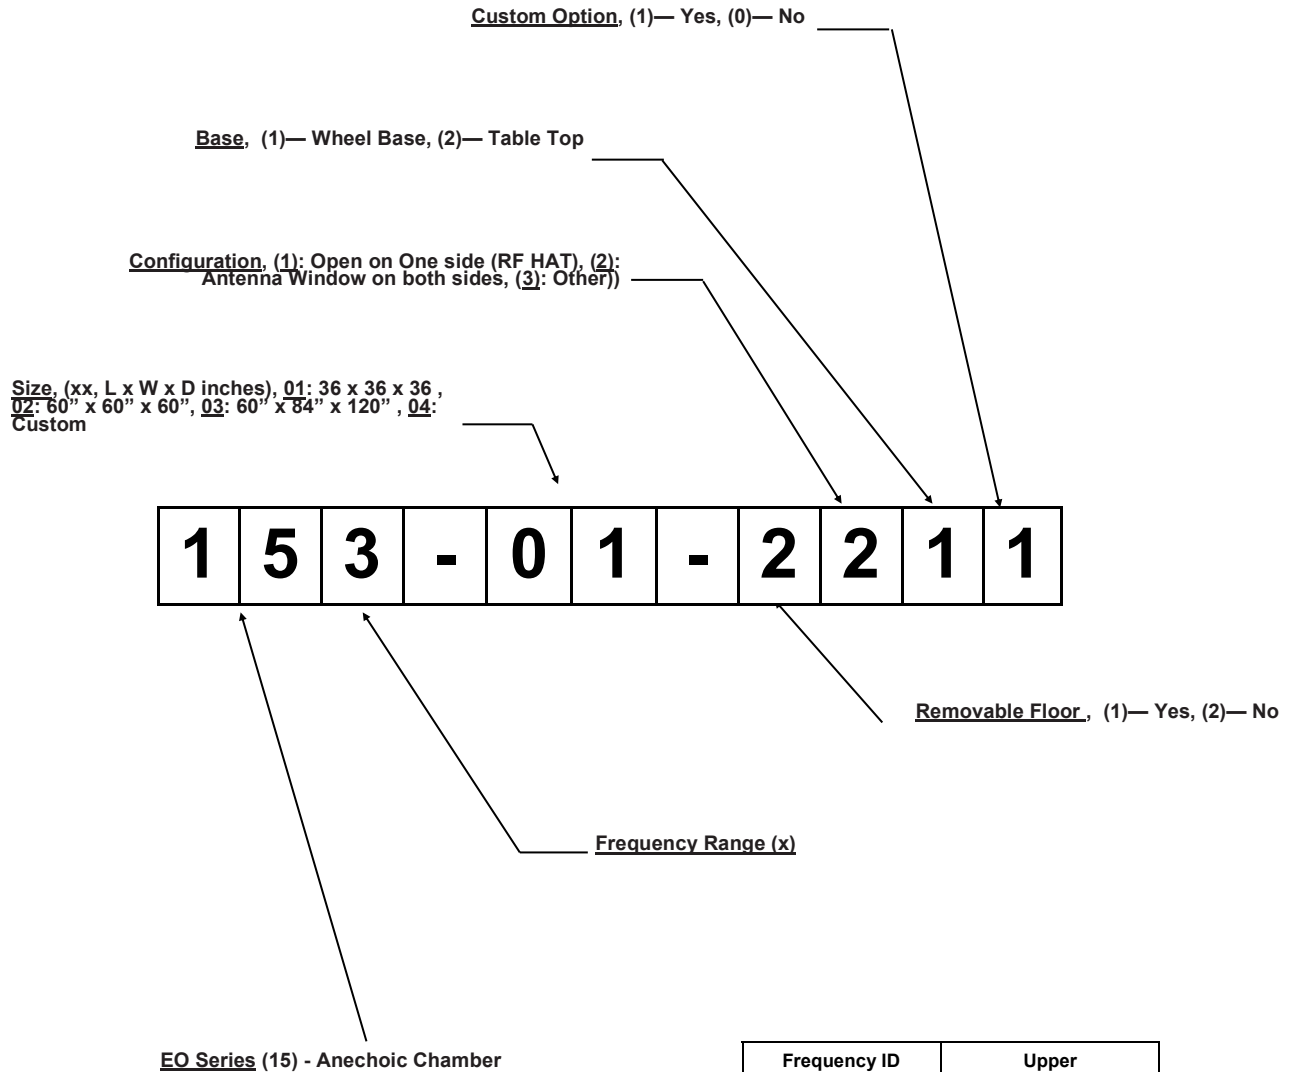 Custom Option, (1)— Yes, (0)— No
Base, (1)— Wheel Base, (2)— Table Top
Configuration, (1): Open on One side (RF HAT), (2):
Antenna Window on both sides, (3): Other))
Size, (xx, L x W x D inches), 01: 36 x 36 x 36 ,
02: 60” x 60” x 60”, 03: 60” x 84” x 120” , 04:
Custom
1 5 3 - 0 1 - 2 2 1 1
Removable Floor , (1)— Yes, (2)— No
Frequency Range (x)
EO Series (15) - Anechoic Chamber
Frequency ID Upper